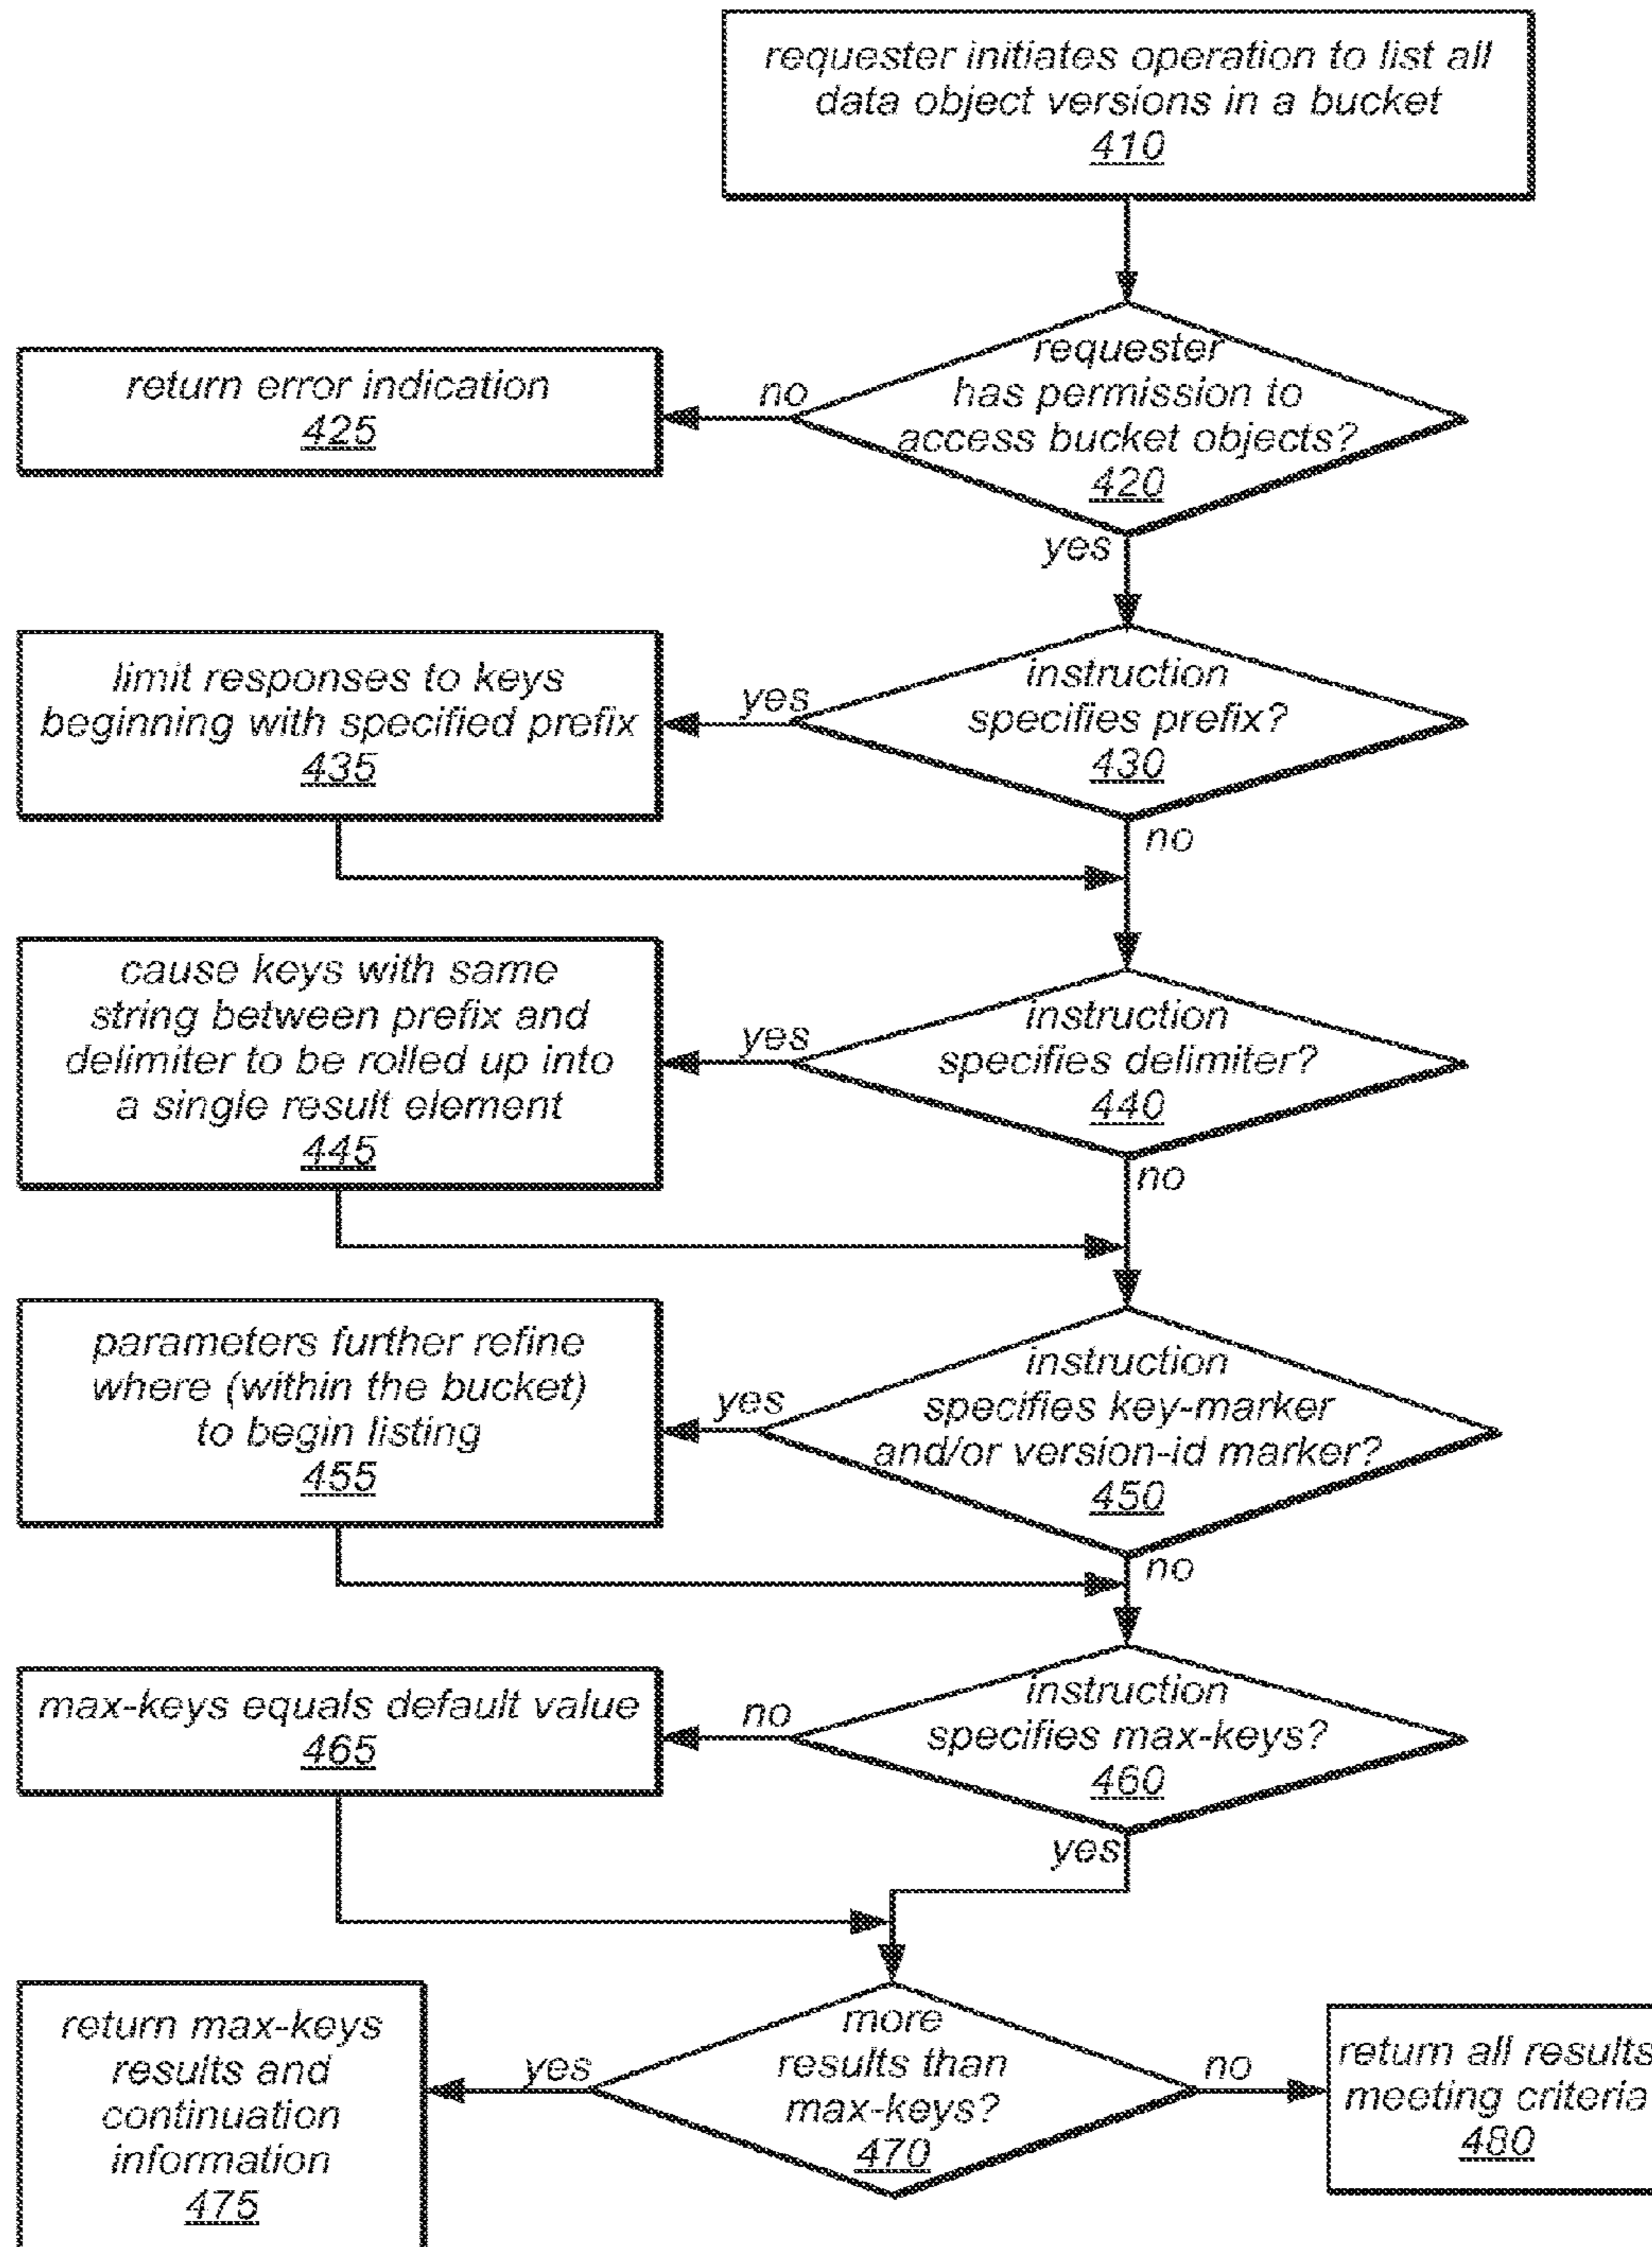 requester initiates operation to list all
data object versions in a bucket
410
requester
has permission to
access bucket objects?
420
no
return error indication
425
yes
instruction
specifies prefix?
430
yes
limit responses to keys
beginning with specified prefix
435
no
instruction
specifies delimiter?
440
yes
cause keys with same
string between prefix and
delimiter to be rolled up into
a single result element
445
no
instruction
specifies key-marker
and/or version-id marker?
450
yes
parameters further refine
where (within the bucket)
to begin listing
455
no
instruction
specifies max-keys?
460
no
max-keys equals default value
465
yes
more
results than
max-keys?
470
yes
return max-keys
results and
continuation
information
475
no
return all results
meeting criteria
480